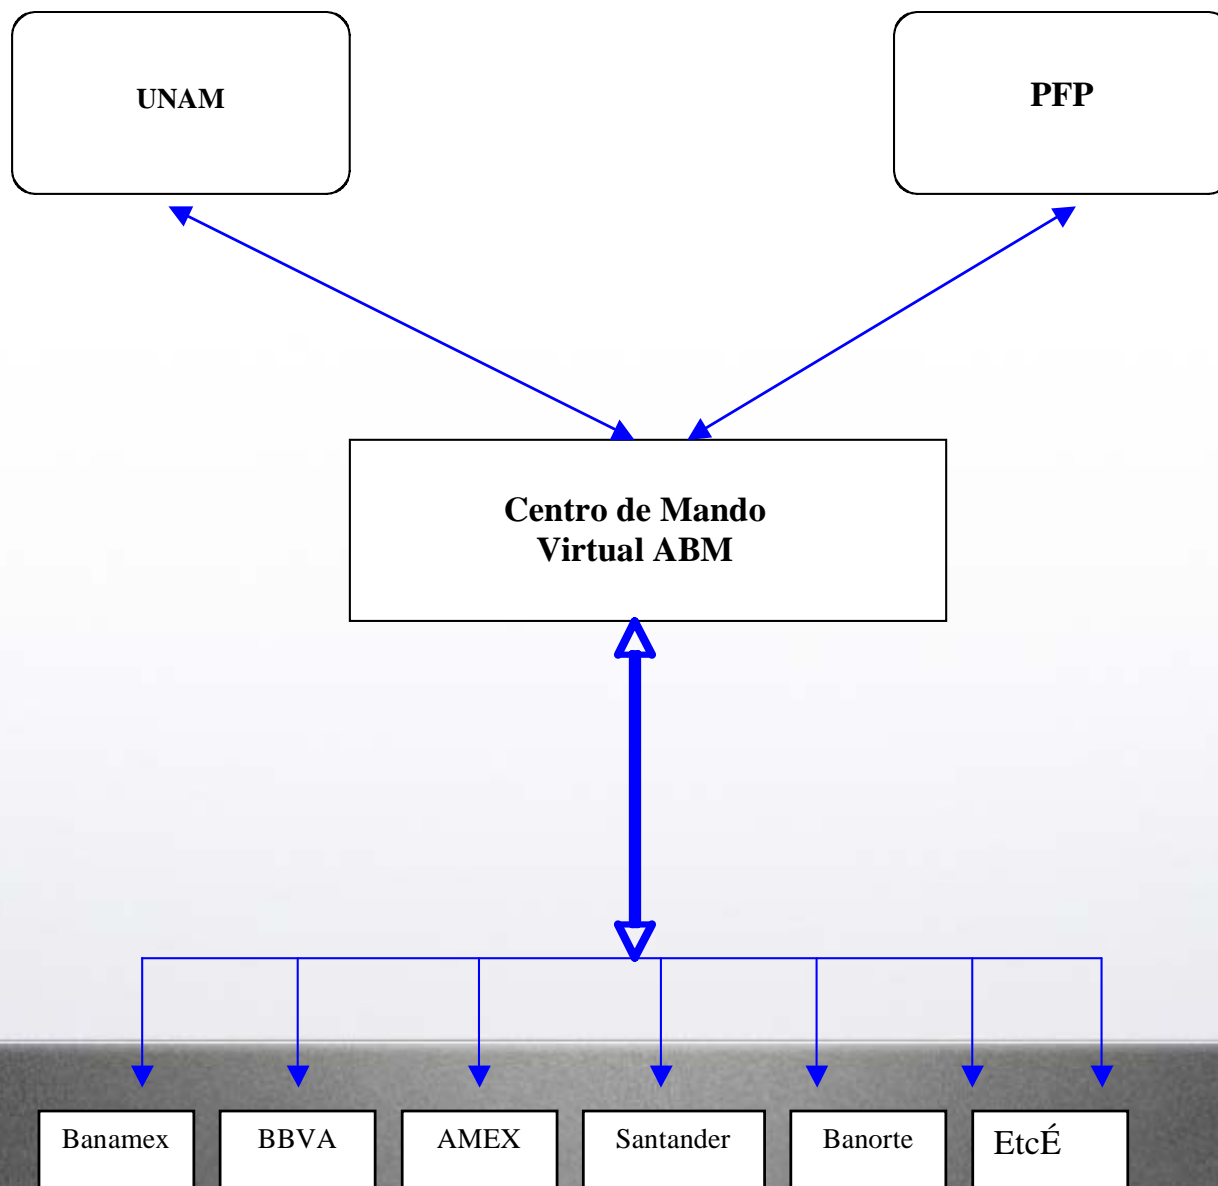 UNAM
PFP
Centro de Mando
Virtual ABM
Banamex
BBVA
AMEX
Santander
Banorte
EtcÉ